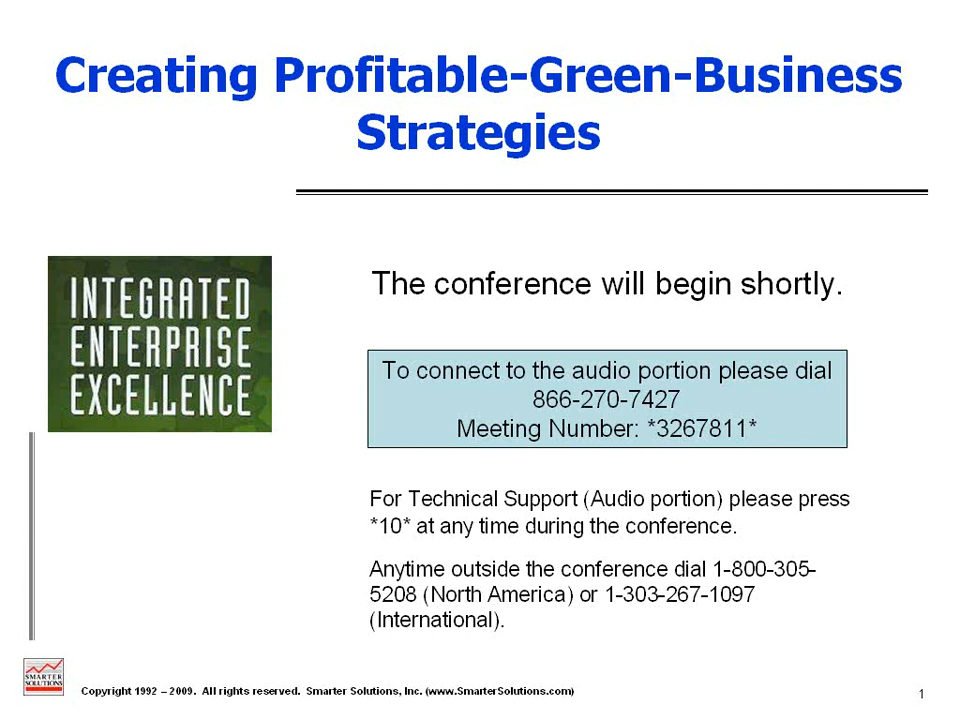 Creating Profitable-Green-Business
Strategies
INTEGRATED
ENTERPRISE
EXCELLENCE
The conference will begin shortly.
To connect to the audio portion please dial
866-270-7427
Meeting Number: *3267811*
For Technical Support (Audio portion) please press
*10* at any time during the conference.
Anytime outside the conference dial 1-800-305-
5208 (North America) or 1-303-267-1097
(International).
SMARTER
SOLUTIONS
Copyright 1992 – 2009. All rights reserved. Smarter Solutions, Inc. (www.SmarterSolutions.com)
1